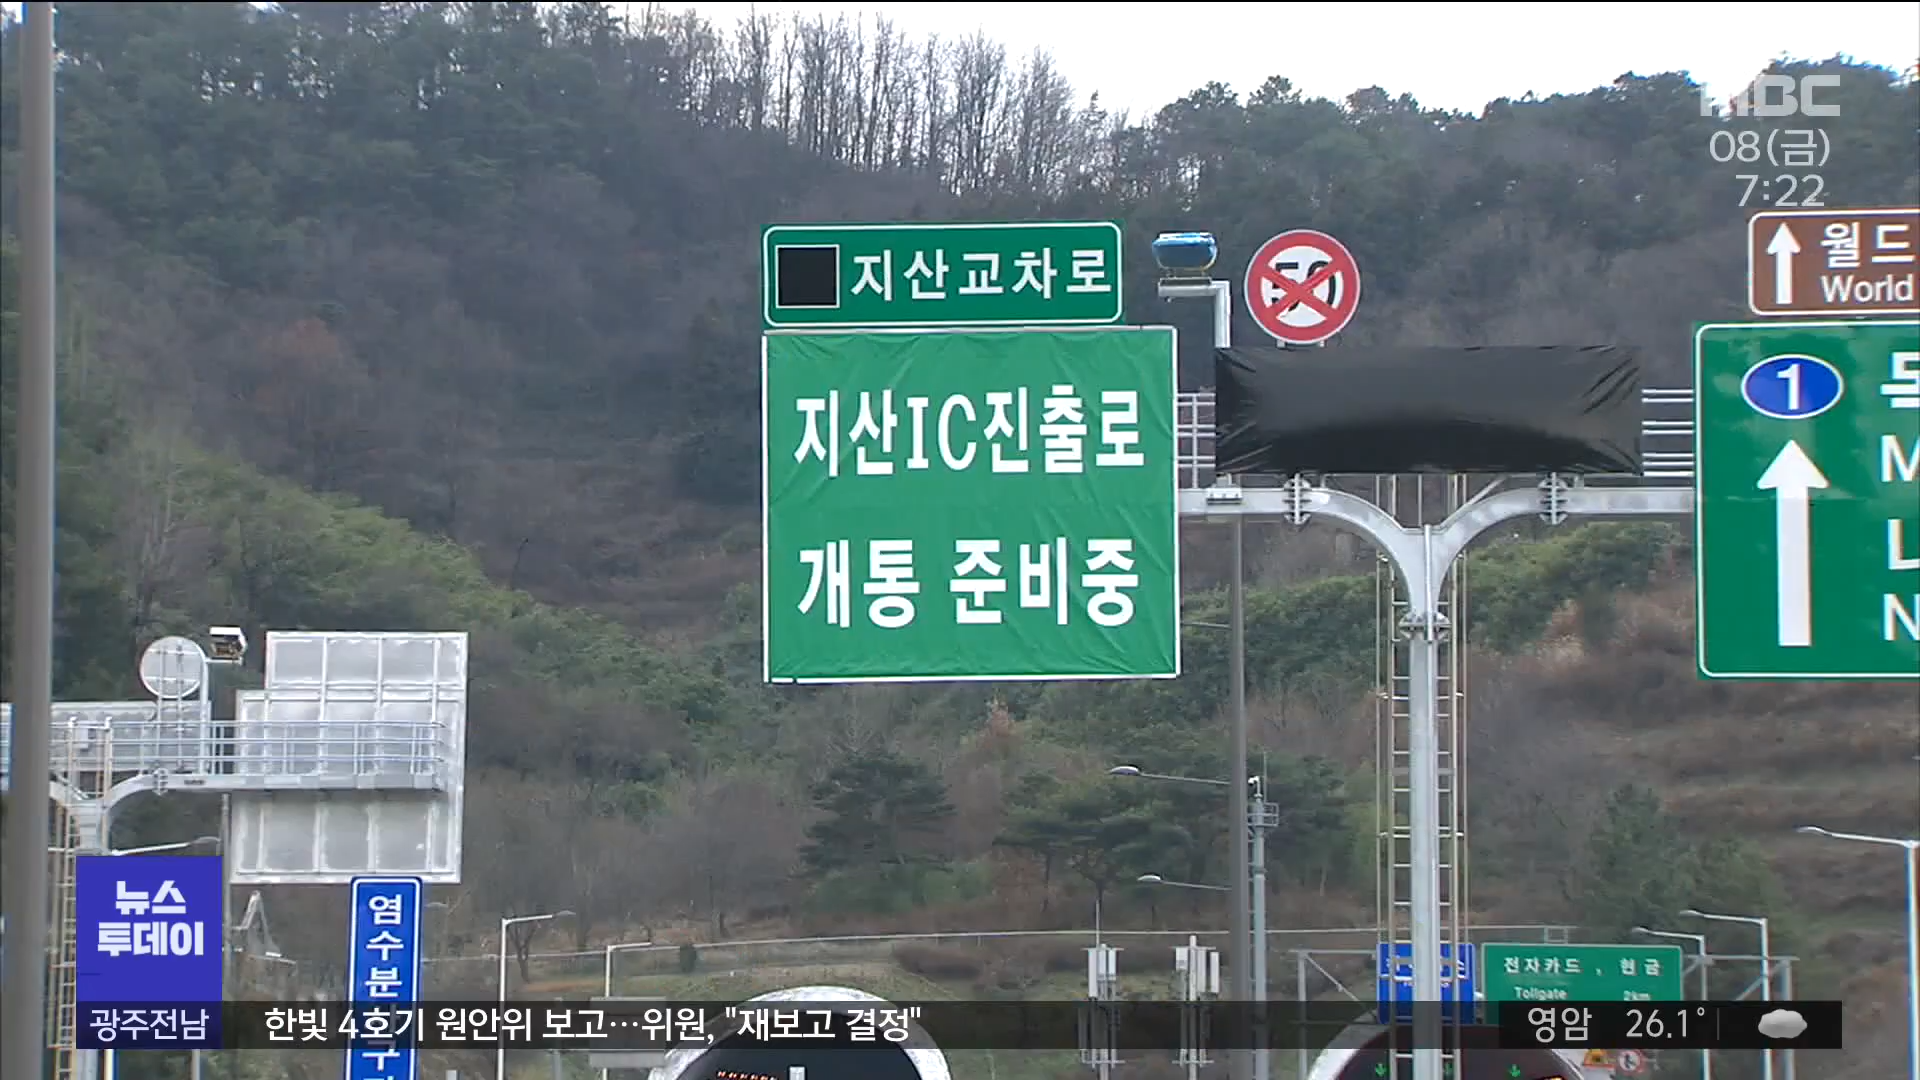 MBC
08(금)
7:22
지산교차로
50
월드
World
지산IC진출로
개통 준비중
1
M
L
N
뉴스
투데이
염수분
전자카드 , 현금
Tollgate 2km
광주전남 한빛 4호기 원안위 보고…위원, "재보고 결정" 영암 26.1°